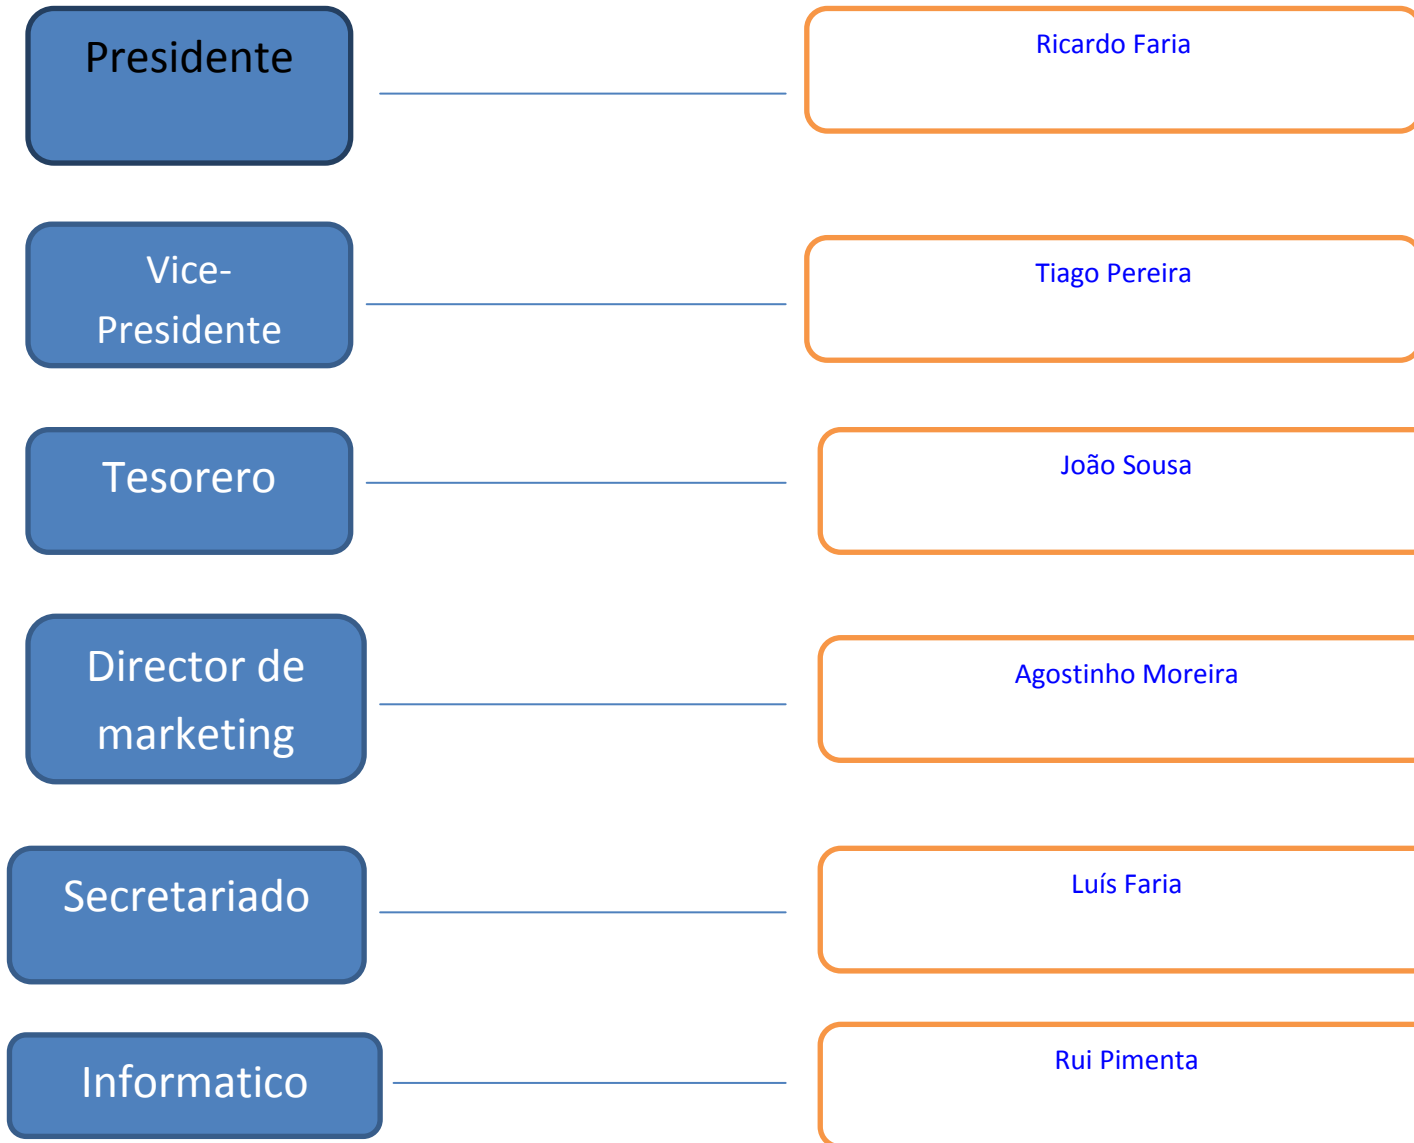 Presidente
Ricardo Faria
Vice-
Presidente
Tiago Pereira
Tesorero
João Sousa
Director de
marketing
Agostinho Moreira
Secretariado
Luís Faria
Informatico
Rui Pimenta